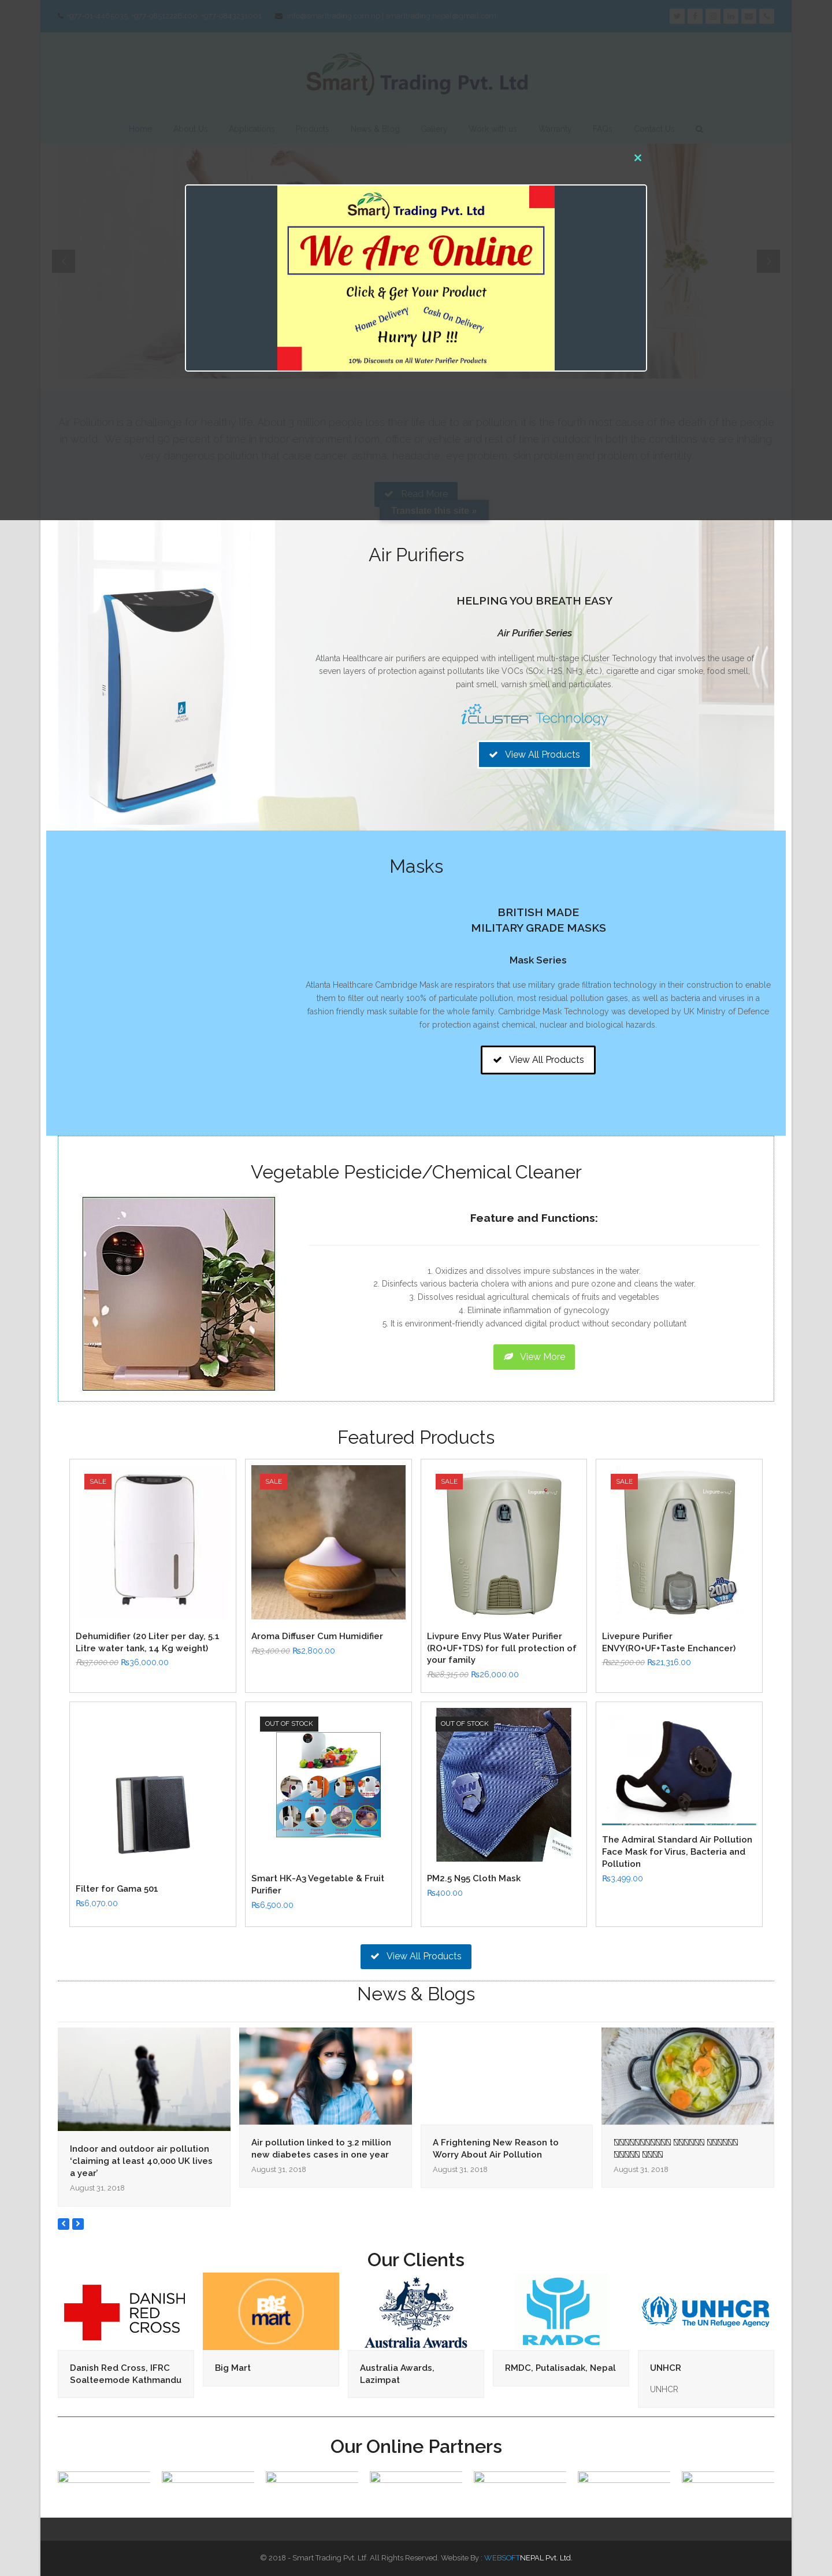 Smart Trading Pvt. Ltd
×
Smart Trading Pvt. Ltd
We Are Online
Click & Get Your Product
Home Delivery Cash On Delivery
Hurry UP !!!
10% Discounts on All Water Purifier Products
Read More
Translate this site »
Air Purifiers
HELPING YOU BREATH EASY
Air Purifier Series
Atlanta Healthcare air purifiers are equipped with intelligent multi-stage iCluster Technology that involves the usage of
seven layers of protection against pollutants like VOCs (SOx, H2S, NH3, etc.), cigarette and cigar smoke, food smell,
paint smell, varnish smell and particulates.
iCLUSTER Technology
View All Products
Masks
BRITISH MADE
MILITARY GRADE MASKS
Mask Series
Atlanta Healthcare Cambridge Mask are respirators that use military grade filtration technology in their construction to enable
them to filter out nearly 100% of particulate pollution, most residual pollution gases, as well as bacteria and viruses in a
fashion friendly mask suitable for the whole family. Cambridge Mask Technology was developed by UK Ministry of Defence
for protection against chemical, nuclear and biological hazards.
View All Products
Vegetable Pesticide/Chemical Cleaner
Feature and Functions:
1. Oxidizes and dissolves impure substances in the water.
2. Disinfects various bacteria cholera with anions and pure ozone and cleans the water.
3. Dissolves residual agricultural chemicals of fruits and vegetables
4. Eliminate inflammation of gynecology
5. It is environment-friendly advanced digital product without secondary pollutant
View More
Featured Products
SALE
SALE
SALE
SALE
Dehumidifier (20 Liter per day, 5.1
Litre water tank, 14 Kg weight)
₨37,000.00 ₨36,000.00
Aroma Diffuser Cum Humidifier
₨3,400.00 ₨2,800.00
Livpure Envy Plus Water Purifier
(RO+UF+TDS) for full protection of
your family
₨28,315.00 ₨26,000.00
Livepure Purifier
ENVY(RO+UF+Taste Enchancer)
₨22,500.00 ₨21,316.00
OUT OF STOCK
OUT OF STOCK
Filter for Gama 501
₨6,070.00
Smart HK-A3 Vegetable & Fruit
Purifier
₨6,500.00
PM2.5 N95 Cloth Mask
₨400.00
The Admiral Standard Air Pollution
Face Mask for Virus, Bacteria and
Pollution
₨3,499.00
View All Products
News & Blogs
Indoor and outdoor air pollution
'claiming at least 40,000 UK lives
a year'
August 31, 2018
Air pollution linked to 3.2 million
new diabetes cases in one year
August 31, 2018
A Frightening New Reason to
Worry About Air Pollution
August 31, 2018
August 31, 2018
Our Clients
DANISH
RED
CROSS
Big
mart
Australia Awards
RMDC
UNHCR
The UN Refugee Agency
Danish Red Cross, IFRC
Soalteemode Kathmandu
Big Mart
Australia Awards,
Lazimpat
RMDC, Putalisadak, Nepal
UNHCR
UNHCR
Our Online Partners
© 2018 - Smart Trading Pvt. Ltf. All Rights Reserved. Website By : WEBSOFTNEPAL Pvt. Ltd.